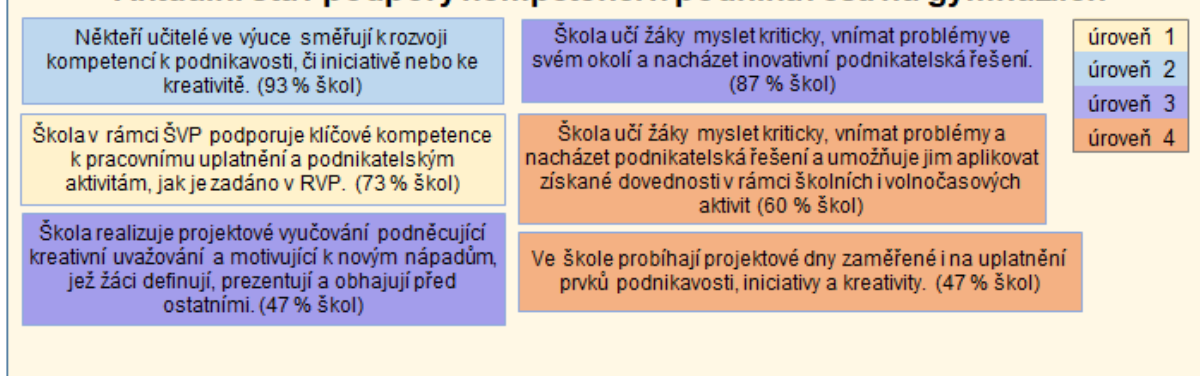 Někteří učitelé ve výuce směřují k rozvoji
kompetencí k podnikavosti, či iniciativě nebo ke
kreativitě. (93 % škol)
Škola učí žáky myslet kriticky, vnímat problémy ve
svém okolí a nacházet inovativní podnikatelská řešení.
(87 % škol)
úroveň 1
úroveň 2
úroveň 3
úroveň 4
Škola v rámci ŠVP podporuje klíčové kompetence
k pracovnímu uplatnění a podnikatelským
aktivitám, jak je zadáno v RVP. (73 % škol)
Škola učí žáky myslet kriticky, vnímat problémy a
nacházet podnikatelská řešení a umožňuje jim aplikovat
získané dovednosti v rámci školních i volnočasových
aktivit (60 % škol)
Škola realizuje projektové vyučování podněcující
kreativní uvažování a motivující k novým nápadům,
jež žáci definují, prezentují a obhajují před
ostatními. (47 % škol)
Ve škole probíhají projektové dny zaměřené i na uplatnění
prvků podnikavosti, iniciativy a kreativity. (47 % škol)